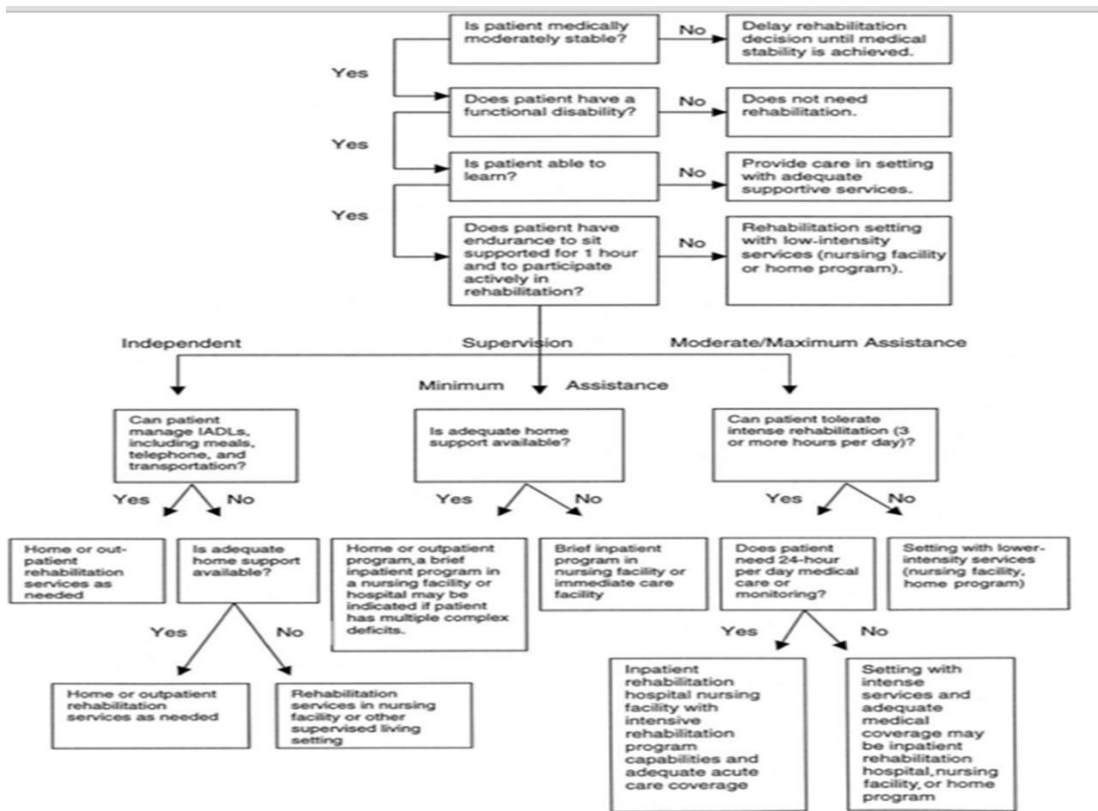 Is patient medically
moderately stable?
No
Delay rehabilitation
decision until medical
stability is achieved.
Yes
Does patient have a
functional disability?
No
Does not need
rehabilitation.
Yes
Is patient able to
learn?
No
Provide care in setting
with adequate
supportive services.
Yes
Does patient have
endurance to sit
supported for 1 hour
and to participate
actively in
rehabilitation?
No
Rehabilitation setting
with low-intensity
services (nursing facility
or home program).
Independent
Supervision
Moderate/Maximum Assistance
Minimum Assistance
Can patient
manage IADLs,
including meals,
telephone, and
transportation?
Is adequate home
support available?
Can patient tolerate
intense rehabilitation (3
or more hours per day)?
Yes
No
Yes
No
Yes
No
Home or out-
patient
rehabilitation
services as
needed
Is adequate
home support
available?
Home or outpatient
program,a brief
inpatient program in
a nursing facility or
hospital may be
indicated if patient
has multiple complex
deficits.
Brief inpatient
program in
nursing facility or
immediate care
facility
Does patient
need 24-hour
per day medical
care or
monitoring?
Setting with lower-
intensity services
(nursing facility,
home program)
Yes
No
Yes
No
Home or outpatient
rehabilitation
services as needed
Rehabilitation
services in nursing
facility or other
supervised living
setting
Inpatient
rehabilitation
hospital nursing
facility with
intensive
rehabilitation
program
capabilities and
adequate acute
care coverage
Setting with
intense
services and
adequate
medical
coverage may
be inpatient
rehabilitation
hospital,nursing
facility, or home
program